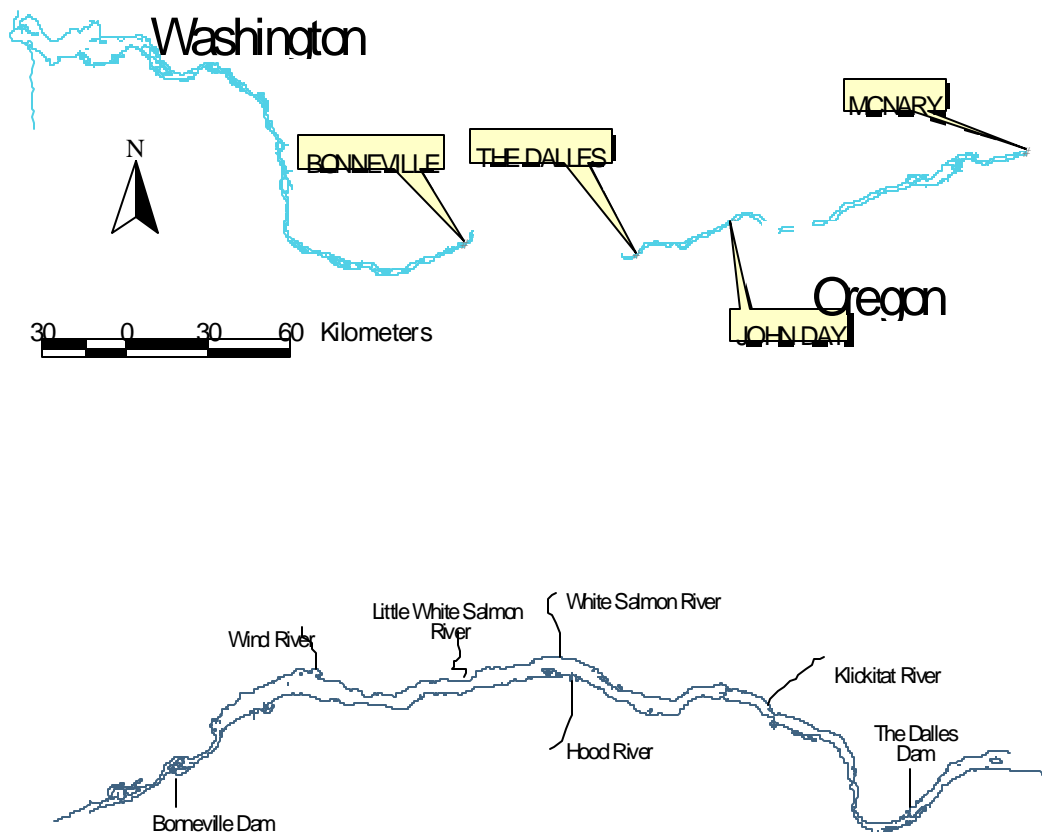 Washington
MCNARY
N
BONNEVILLE
THE DALLES
Oregon
30 0 30 60 Kilometers
JOHN DAY
Little White Salmon
River
White Salmon River
Wind River
Klickitat River
The Dalles
Dam
Hood River
Bonneville Dam